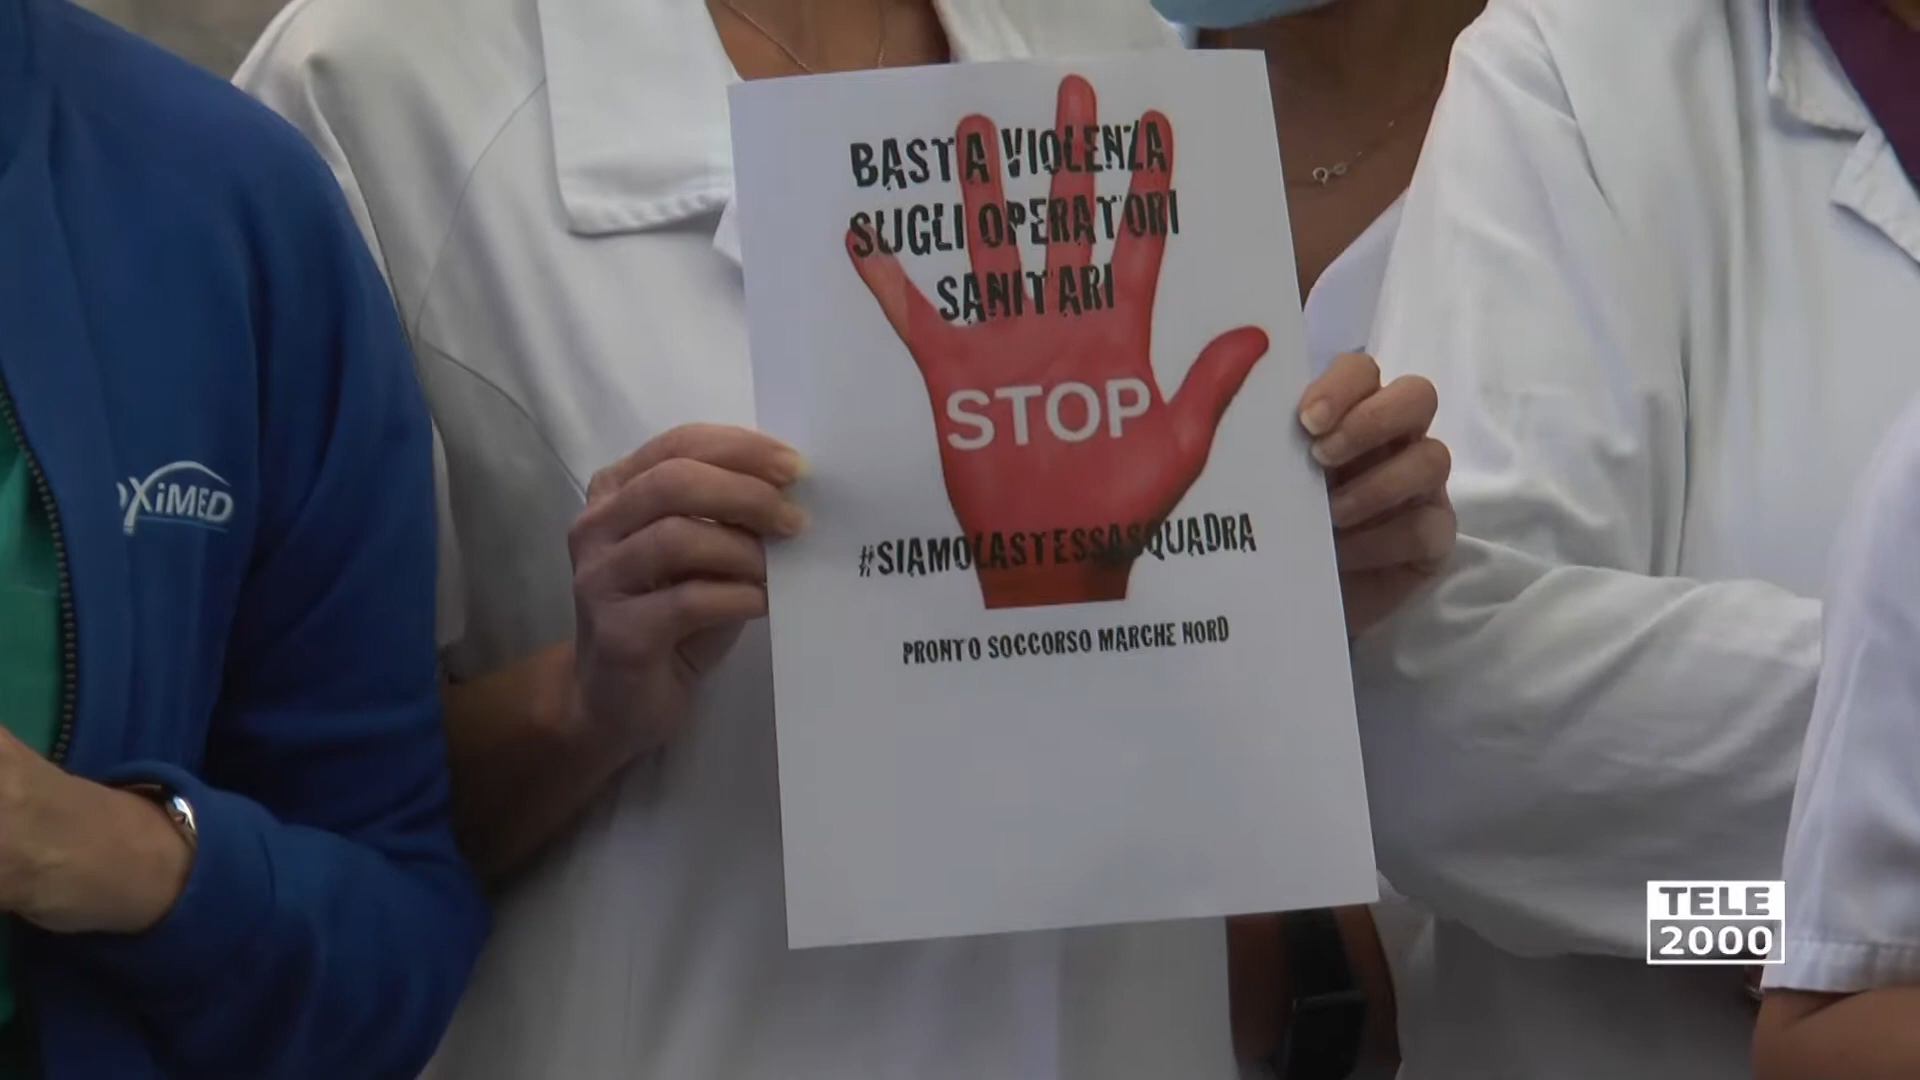 BASTA VIOLENZA
SUGLI OPERATORI
SANITARI
STOP
#SIAMOLASTESSASQUADRA
PRONTO SOCCORSO MARCHE NORD
XiMED
TELE
2000